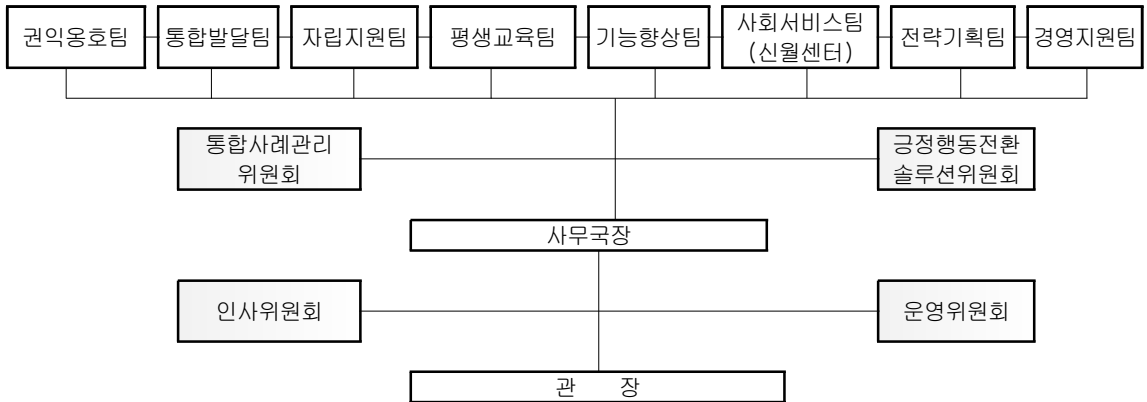 권익옹호팀
통합발달팀
자립지원팀
평생교육팀
기능향상팀
사회서비스팀
(신월센터)
전략기획팀
경영지원팀
통합사례관리
위원회
긍정행동전환
솔루션위원회
사무국장
인사위원회
운영위원회
관 장